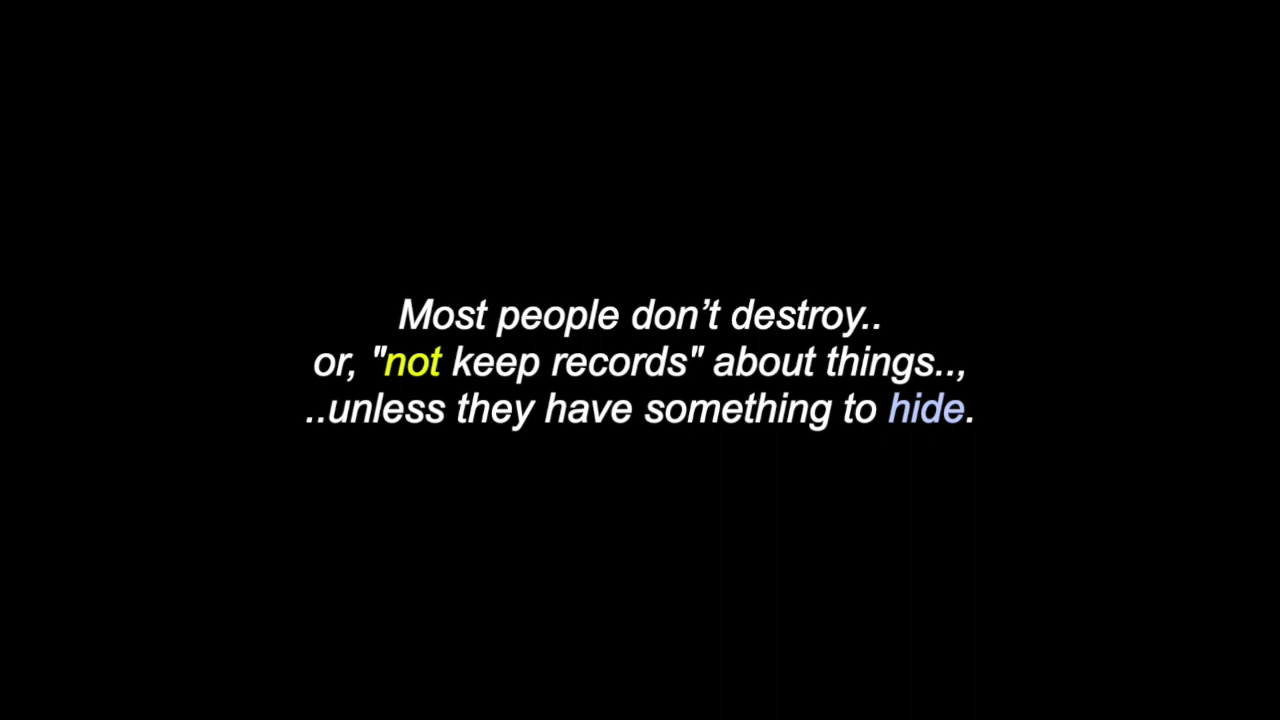 Most people don’t destroy..
or, "not keep records" about things..,
..unless they have something to hide.